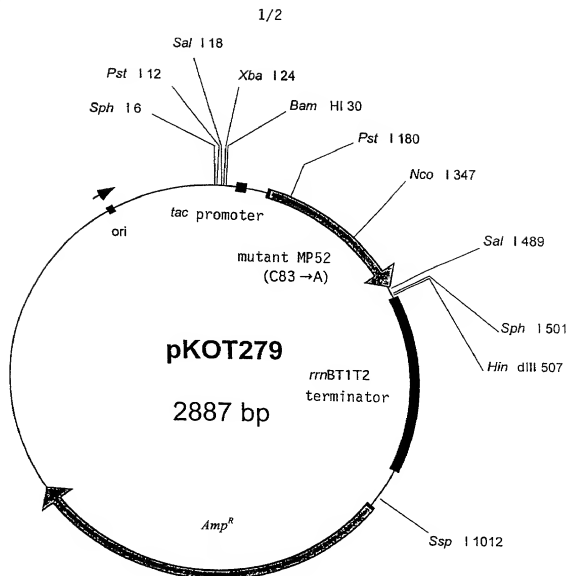 1/2
Sal I 18
Pst I 12
Xba I 24
Sph I 6
Bam HI 30
Pst I 180
Nco I 347
tac promoter
ori
mutant MP52
(C83 → A)
Sal I 489
Sph I 501
Hin dIII 507
pKOT279
2887 bp
rrnBT1T2
terminator
Amp^R
Ssp I 1012